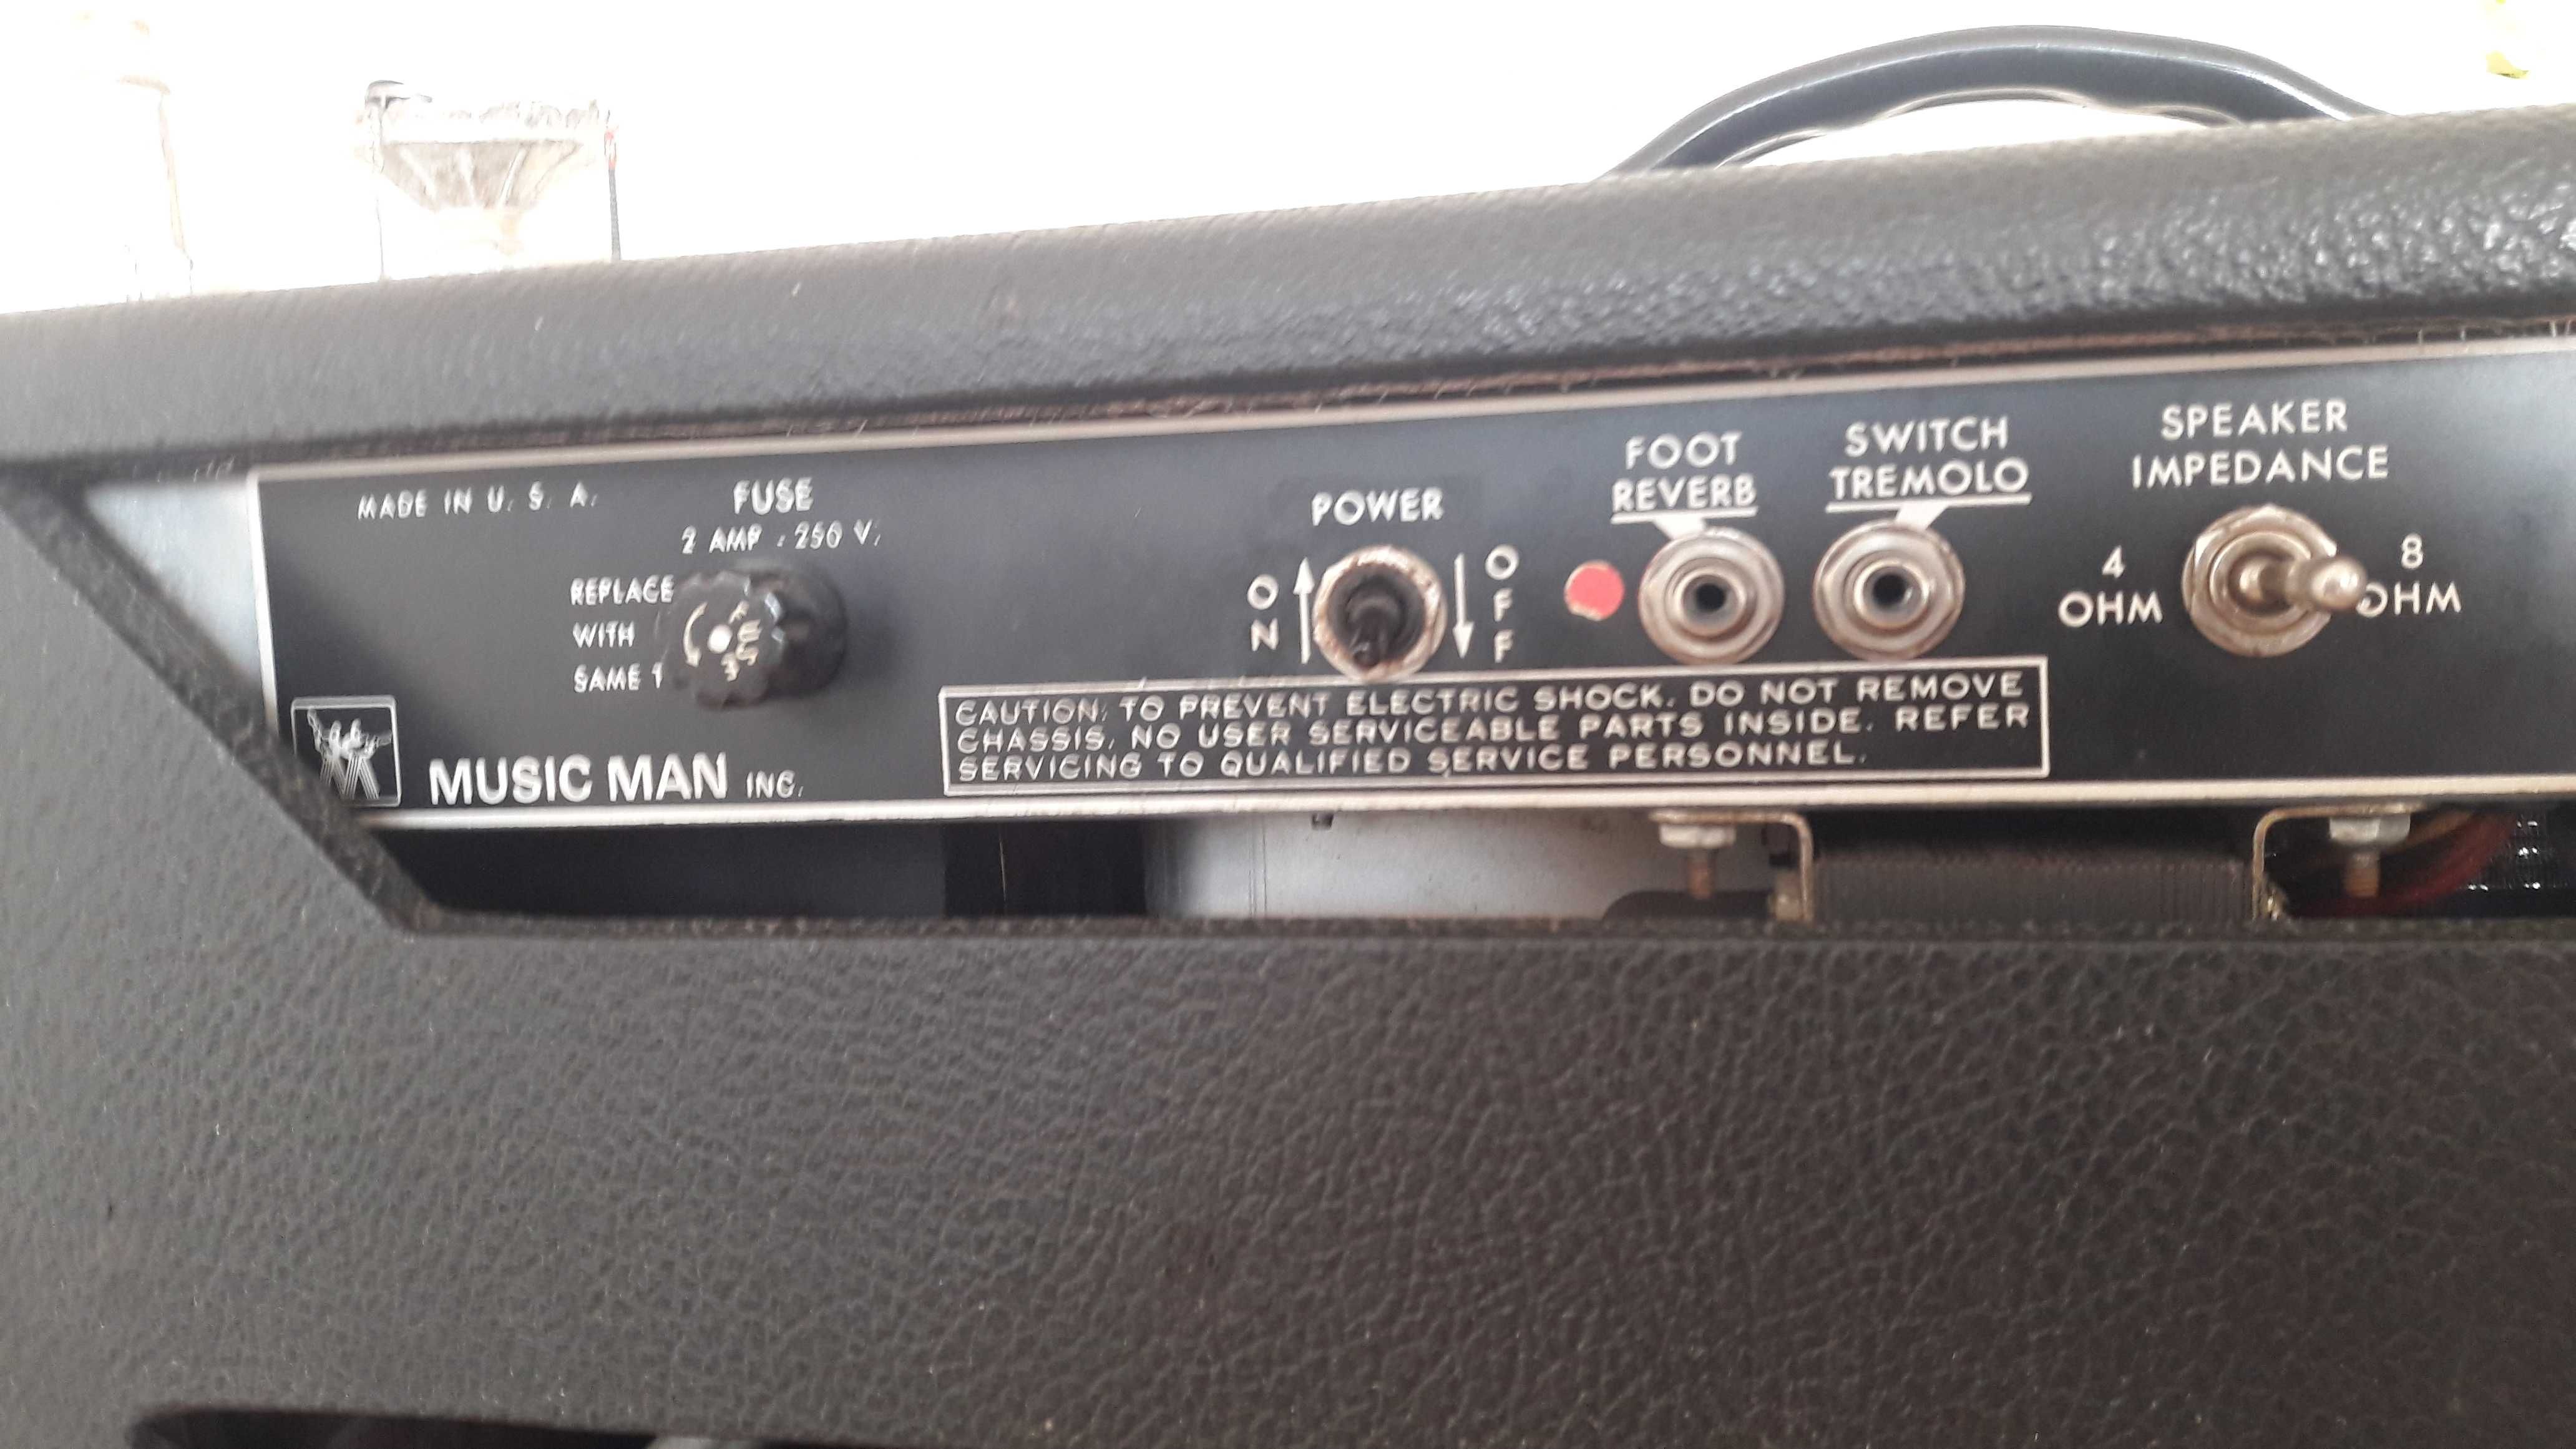 MADE IN U. S. A.
FUSE
2 AMP . 250 V.
REPLACE
WITH
SAME T
FUSE
MUSIC MAN INC.
POWER
ON
OFF
CAUTION: TO PREVENT ELECTRIC SHOCK. DO NOT REMOVE
CHASSIS. NO USER SERVICEABLE PARTS INSIDE. REFER
SERVICING TO QUALIFIED SERVICE PERSONNEL.
FOOT SWITCH
REVERB TREMOLO
SPEAKER
IMPEDANCE
4 8
OHM OHM